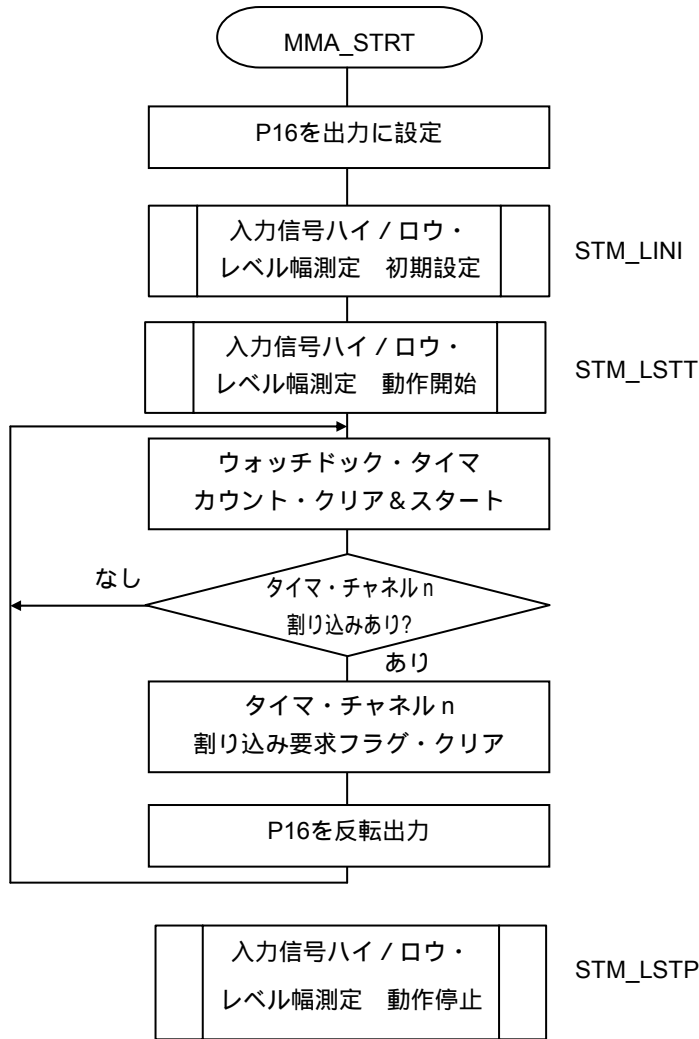 MMA_STRT
P16を出力に設定
入力信号ハイ / ロウ・
レベル幅測定　初期設定
STM_LINI
入力信号ハイ / ロウ・
レベル幅測定　動作開始
STM_LSTT
ウォッチドック・タイマ
カウント・クリア＆スタート
なし
タイマ・チャネル n
割り込みあり?
あり
タイマ・チャネル n
割り込み要求フラグ・クリア
P16を反転出力
入力信号ハイ / ロウ・
レベル幅測定　動作停止
STM_LSTP